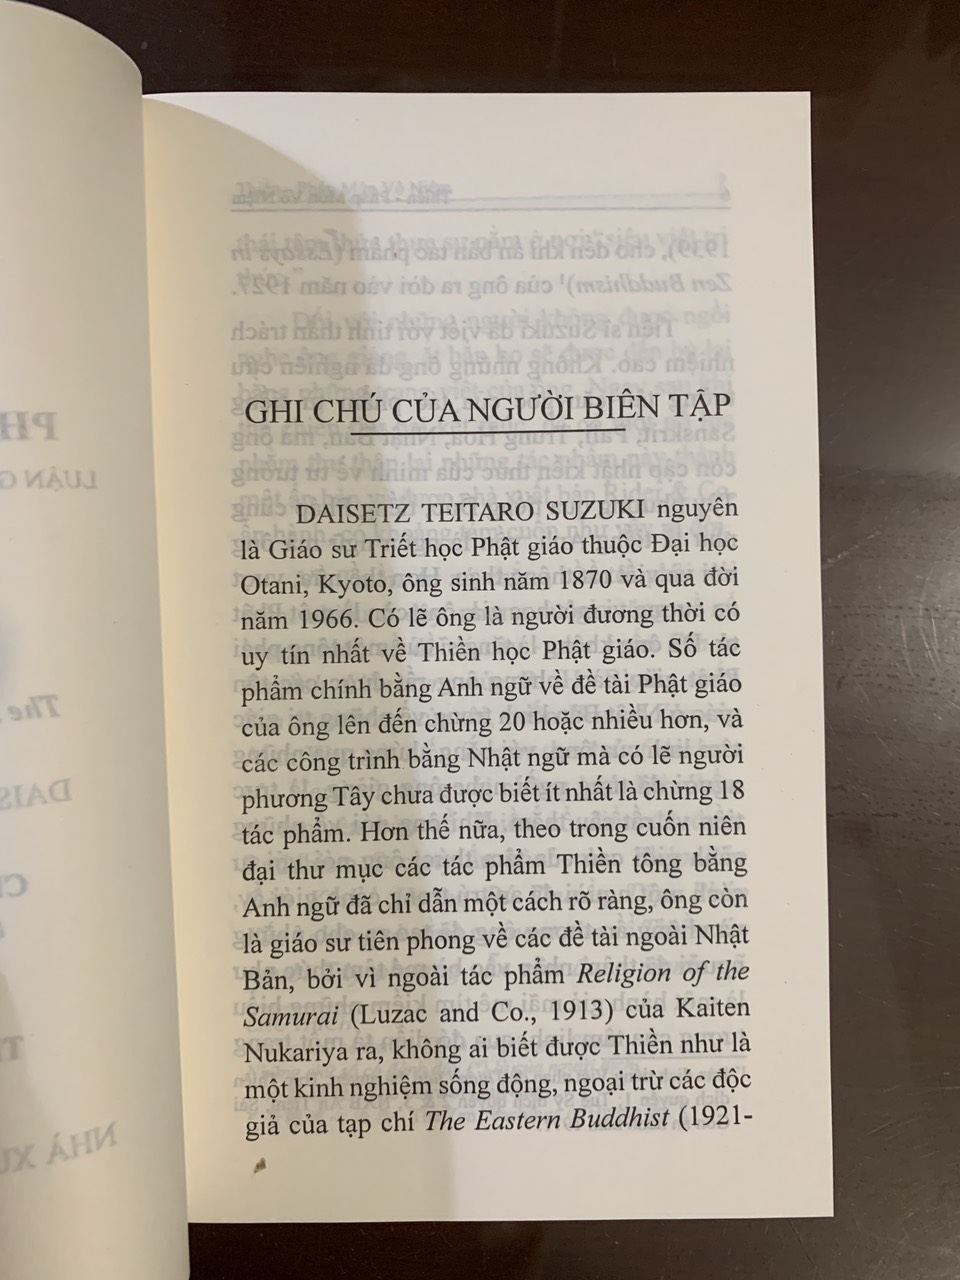 GHI CHÚ CỦA NGƯỜI BIÊN TẬP
DAISETZ TEITARO SUZUKI nguyên
là Giáo sư Triết học Phật giáo thuộc Đại học
Otani, Kyoto, ông sinh năm 1870 và qua đời
năm 1966. Có lẽ ông là người đương thời có
uy tín nhất về Thiền học Phật giáo. Số tác
phẩm chính bằng Anh ngữ về đề tài Phật giáo
của ông lên đến chừng 20 hoặc nhiều hơn, và
các công trình bằng Nhật ngữ mà có lẽ người
phương Tây chưa được biết ít nhất là chừng 18
tác phẩm. Hơn thế nữa, theo trong cuốn niên
đại thư mục các tác phẩm Thiền tông bằng
Anh ngữ đã chỉ dẫn một cách rõ ràng, ông còn
là giáo sư tiên phong về các đề tài ngoài Nhật
Bản, bởi vì ngoài tác phẩm Religion of the
Samurai (Luzac and Co., 1913) của Kaiten
Nukariya ra, không ai biết được Thiền như là
một kinh nghiệm sống động, ngoại trừ các độc
giả của tạp chí The Eastern Buddhist (1921-